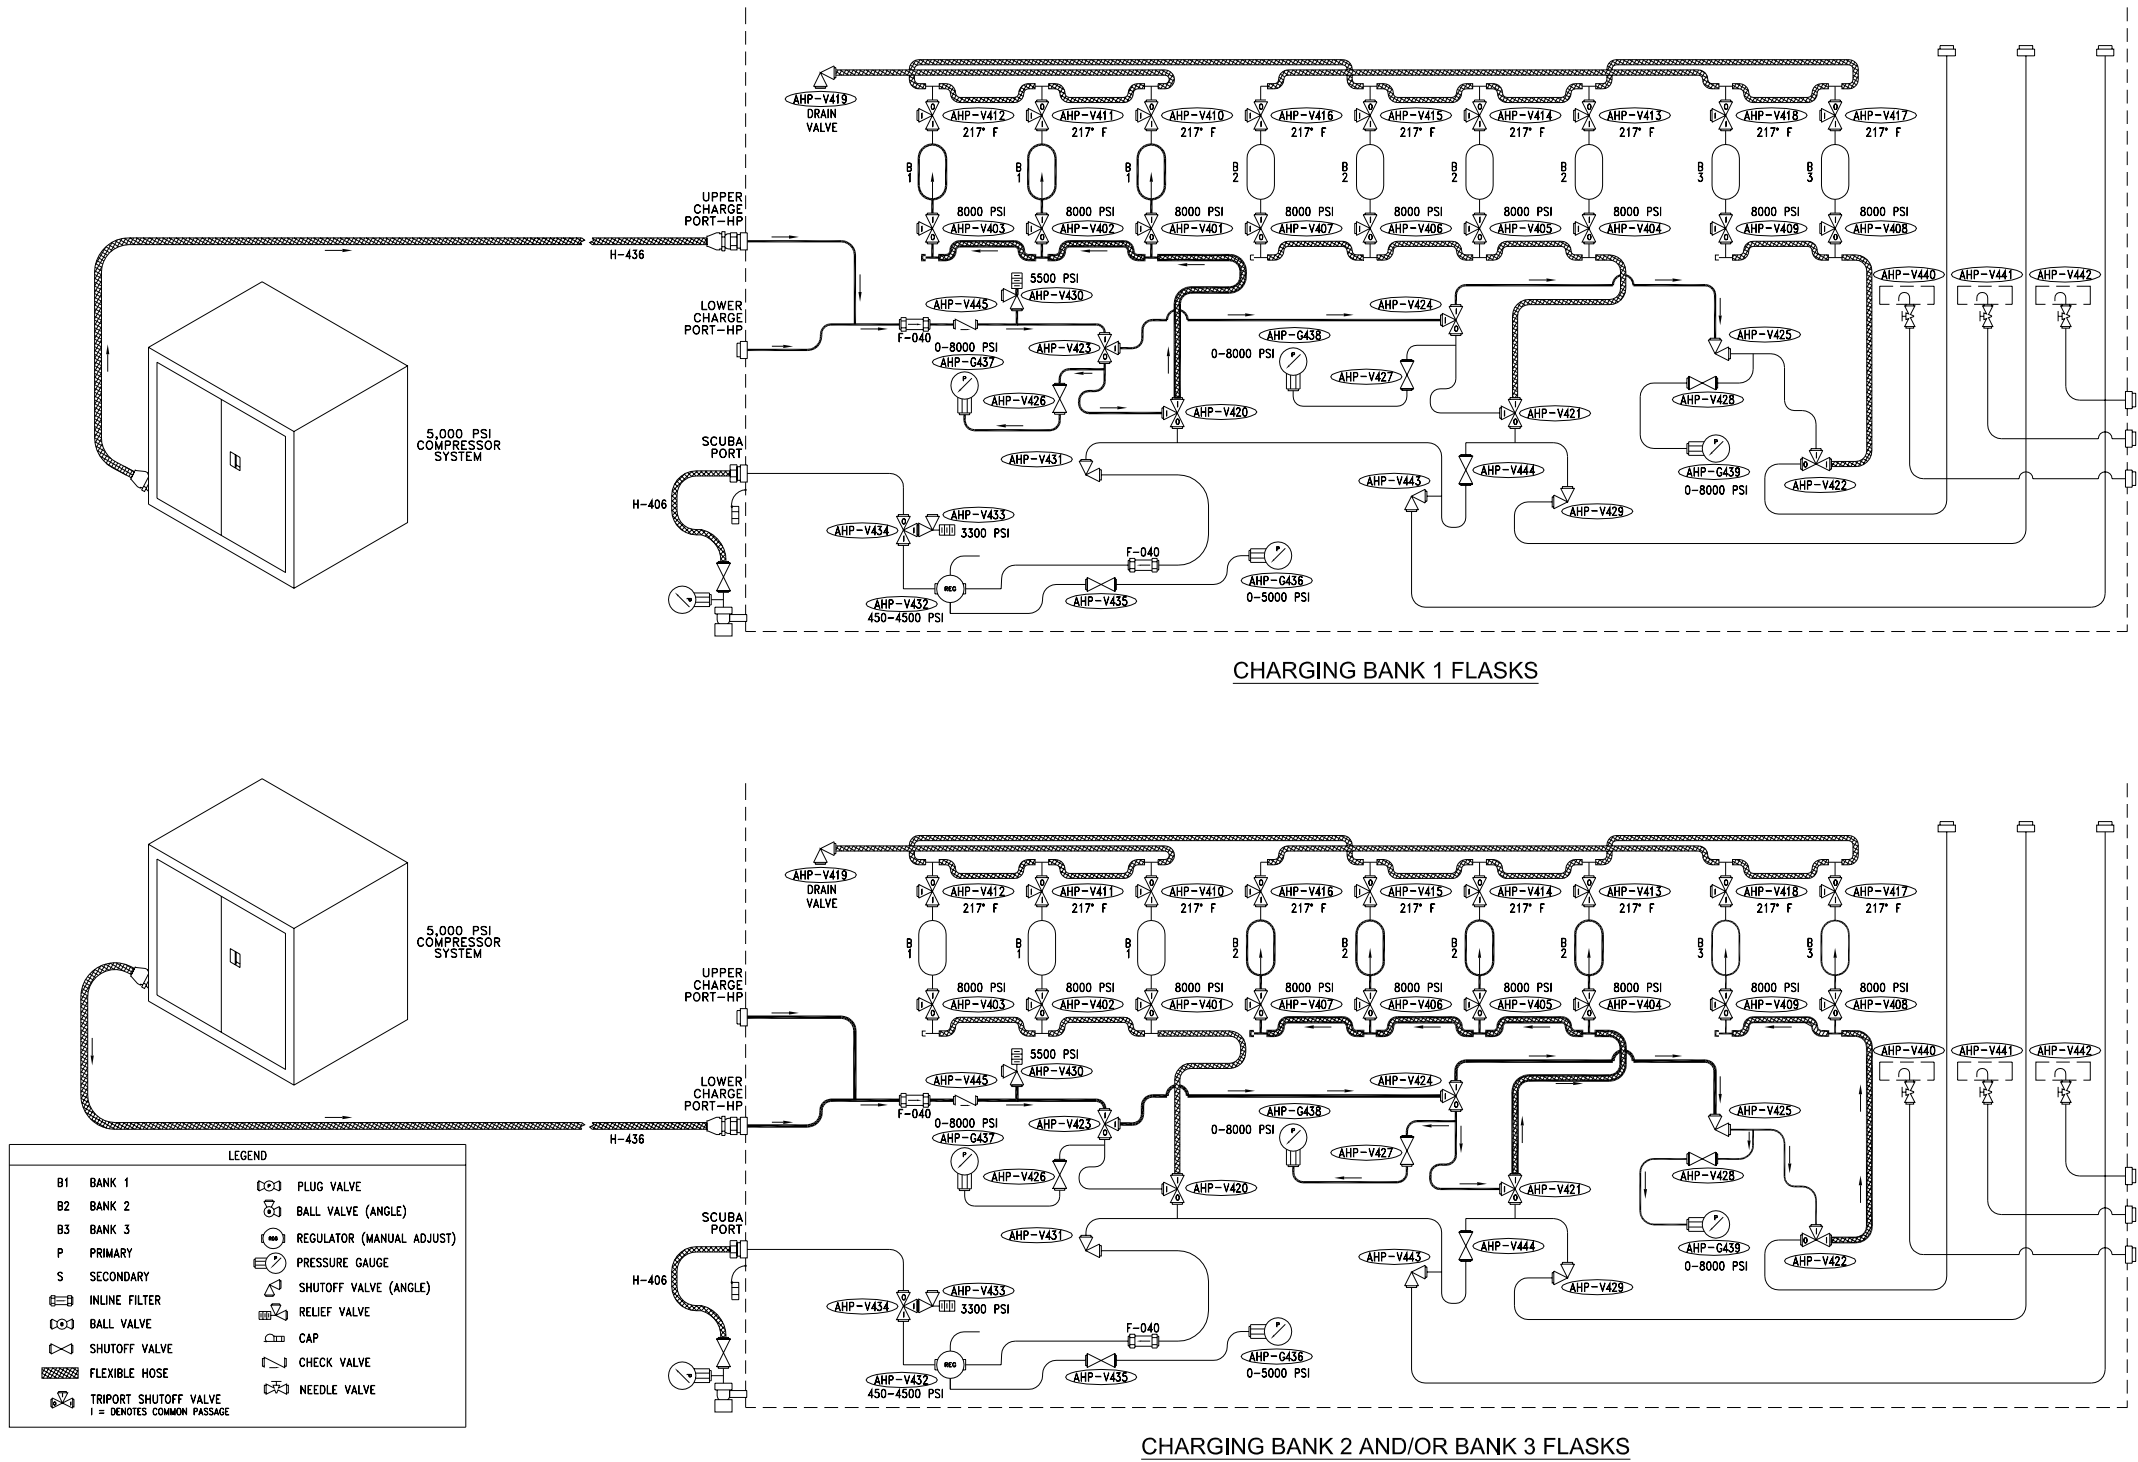 AHP-V419
DRAIN
VALVE
AHP-V412
217° F
AHP-V411
217° F
AHP-V410
217° F
AHP-V416
217° F
AHP-V415
217° F
AHP-V414
217° F
AHP-V413
217° F
AHP-V418
217° F
AHP-V417
217° F
B
1
B
1
B
1
B
2
B
2
B
2
B
2
B
3
B
3
8000 PSI
AHP-V403
8000 PSI
AHP-V402
8000 PSI
AHP-V401
8000 PSI
AHP-V407
8000 PSI
AHP-V406
8000 PSI
AHP-V405
8000 PSI
AHP-V404
8000 PSI
AHP-V409
8000 PSI
AHP-V408
UPPER
CHARGE
PORT-HP
H-436
LOWER
CHARGE
PORT-HP
AHP-V445
5500 PSI
AHP-V430
F-040
0-8000 PSI
AHP-G437
AHP-V423
AHP-V426
AHP-V420
AHP-V424
AHP-G438
0-8000 PSI
AHP-V427
AHP-V421
AHP-V425
AHP-V428
AHP-V440
AHP-V441
AHP-V442
P
P
P
AHP-G439
0-8000 PSI
AHP-V422
5,000 PSI
COMPRESSOR
SYSTEM
SCUBA
PORT
H-406
AHP-V431
AHP-V443
AHP-V444
AHP-V429
AHP-V434
AHP-V433
3300 PSI
REG
AHP-V432
450-4500 PSI
F-040
AHP-V435
P
AHP-G436
0-5000 PSI
P
CHARGING BANK 1 FLASKS
AHP-V419
DRAIN
VALVE
AHP-V412
217° F
AHP-V411
217° F
AHP-V410
217° F
AHP-V416
217° F
AHP-V415
217° F
AHP-V414
217° F
AHP-V413
217° F
AHP-V418
217° F
AHP-V417
217° F
B
1
B
1
B
1
B
2
B
2
B
2
B
2
B
3
B
3
8000 PSI
AHP-V403
8000 PSI
AHP-V402
8000 PSI
AHP-V401
8000 PSI
AHP-V407
8000 PSI
AHP-V406
8000 PSI
AHP-V405
8000 PSI
AHP-V404
8000 PSI
AHP-V409
8000 PSI
AHP-V408
5,000 PSI
COMPRESSOR
SYSTEM
UPPER
CHARGE
PORT-HP
LOWER
CHARGE
PORT-HP
H-436
AHP-V445
5500 PSI
AHP-V430
F-040
0-8000 PSI
AHP-G437
AHP-V423
AHP-V426
AHP-V420
AHP-V424
AHP-G438
0-8000 PSI
AHP-V427
AHP-V421
AHP-V425
AHP-V428
AHP-V440
AHP-V441
AHP-V442
P
P
P
AHP-G439
0-8000 PSI
AHP-V422
SCUBA
PORT
H-406
AHP-V431
AHP-V443
AHP-V444
AHP-V429
AHP-V434
AHP-V433
3300 PSI
REG
AHP-V432
450-4500 PSI
F-040
AHP-V435
P
AHP-G436
0-5000 PSI
P
CHARGING BANK 2 AND/OR BANK 3 FLASKS
LEGEND
B1 BANK 1
B2 BANK 2
B3 BANK 3
P PRIMARY
S SECONDARY
INLINE FILTER
BALL VALVE
SHUTOFF VALVE
FLEXIBLE HOSE
TRIPORT SHUTOFF VALVE
I = DENOTES COMMON PASSAGE
PLUG VALVE
BALL VALVE (ANGLE)
REG REGULATOR (MANUAL ADJUST)
P PRESSURE GAUGE
SHUTOFF VALVE (ANGLE)
RELIEF VALVE
CAP
CHECK VALVE
NEEDLE VALVE